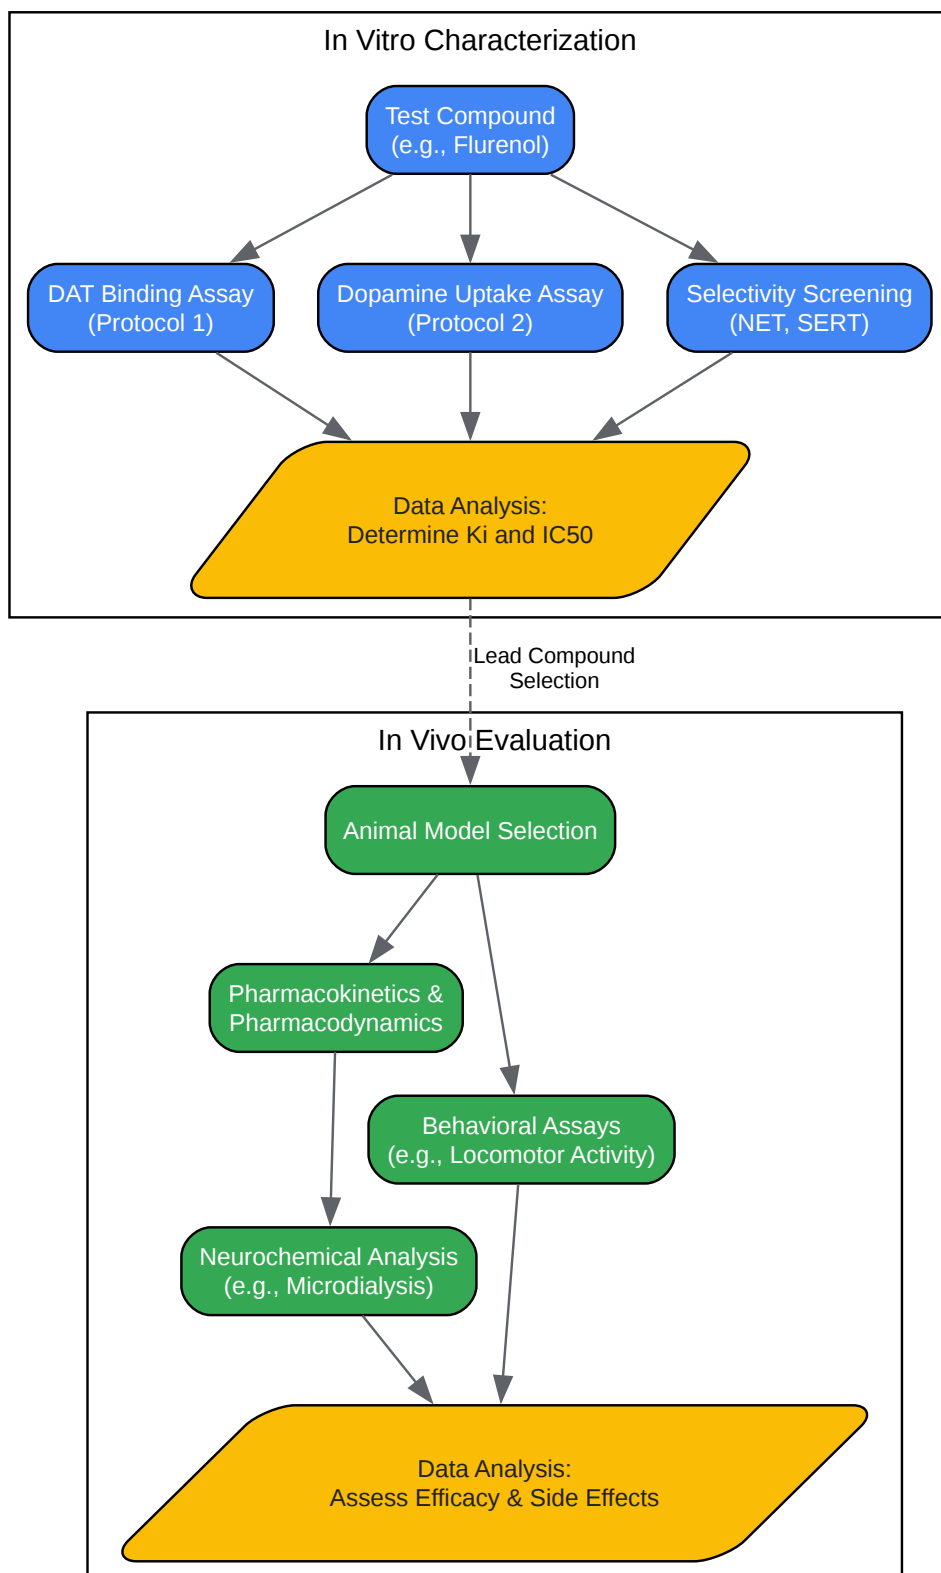 In Vitro Characterization
Test Compound
(e.g., Flurenol)
DAT Binding Assay
(Protocol 1)
Dopamine Uptake Assay
(Protocol 2)
Selectivity Screening
(NET, SERT)
Data Analysis:
Determine Ki and IC50
Lead Compound
Selection
In Vivo Evaluation
Animal Model Selection
Pharmacokinetics &
Pharmacodynamics
Behavioral Assays
(e.g., Locomotor Activity)
Neurochemical Analysis
(e.g., Microdialysis)
Data Analysis:
Assess Efficacy & Side Effects